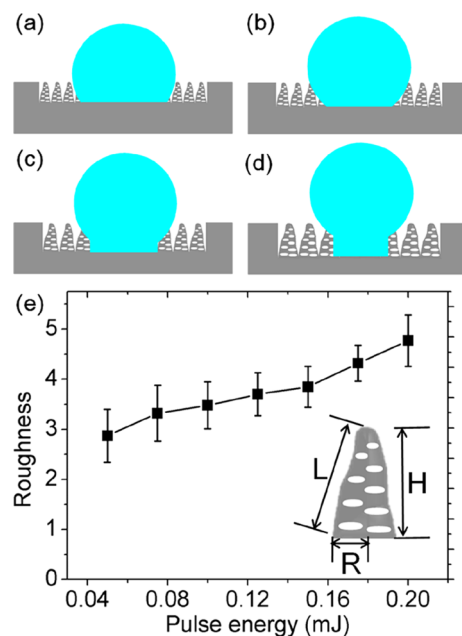 (a)
(b)
(c)
(d)
(e)
5
4
3
2
1
0
Roughness
L
H
R
0.04
0.08
0.12
0.16
0.20
Pulse energy (mJ)